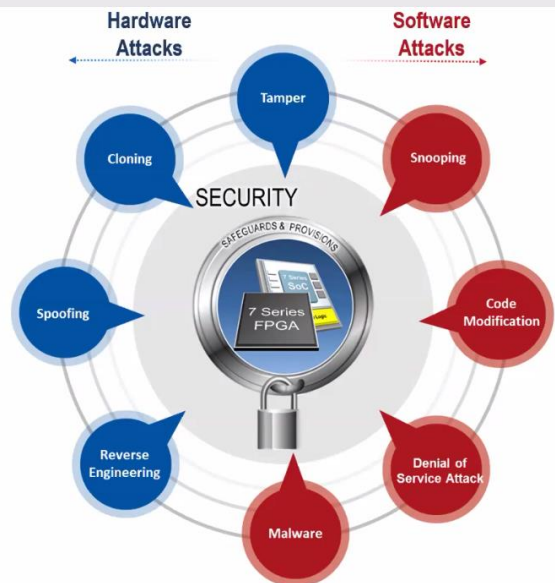 Hardware
Attacks
Software
Attacks
Tamper
Cloning
Snooping
SECURITY
SAFEGUARDS & PROVISIONS
7 Series
SoC
7 Series
FPGA
Spoofing
Code
Modification
Reverse
Engineering
Denial of
Service Attack
Malware